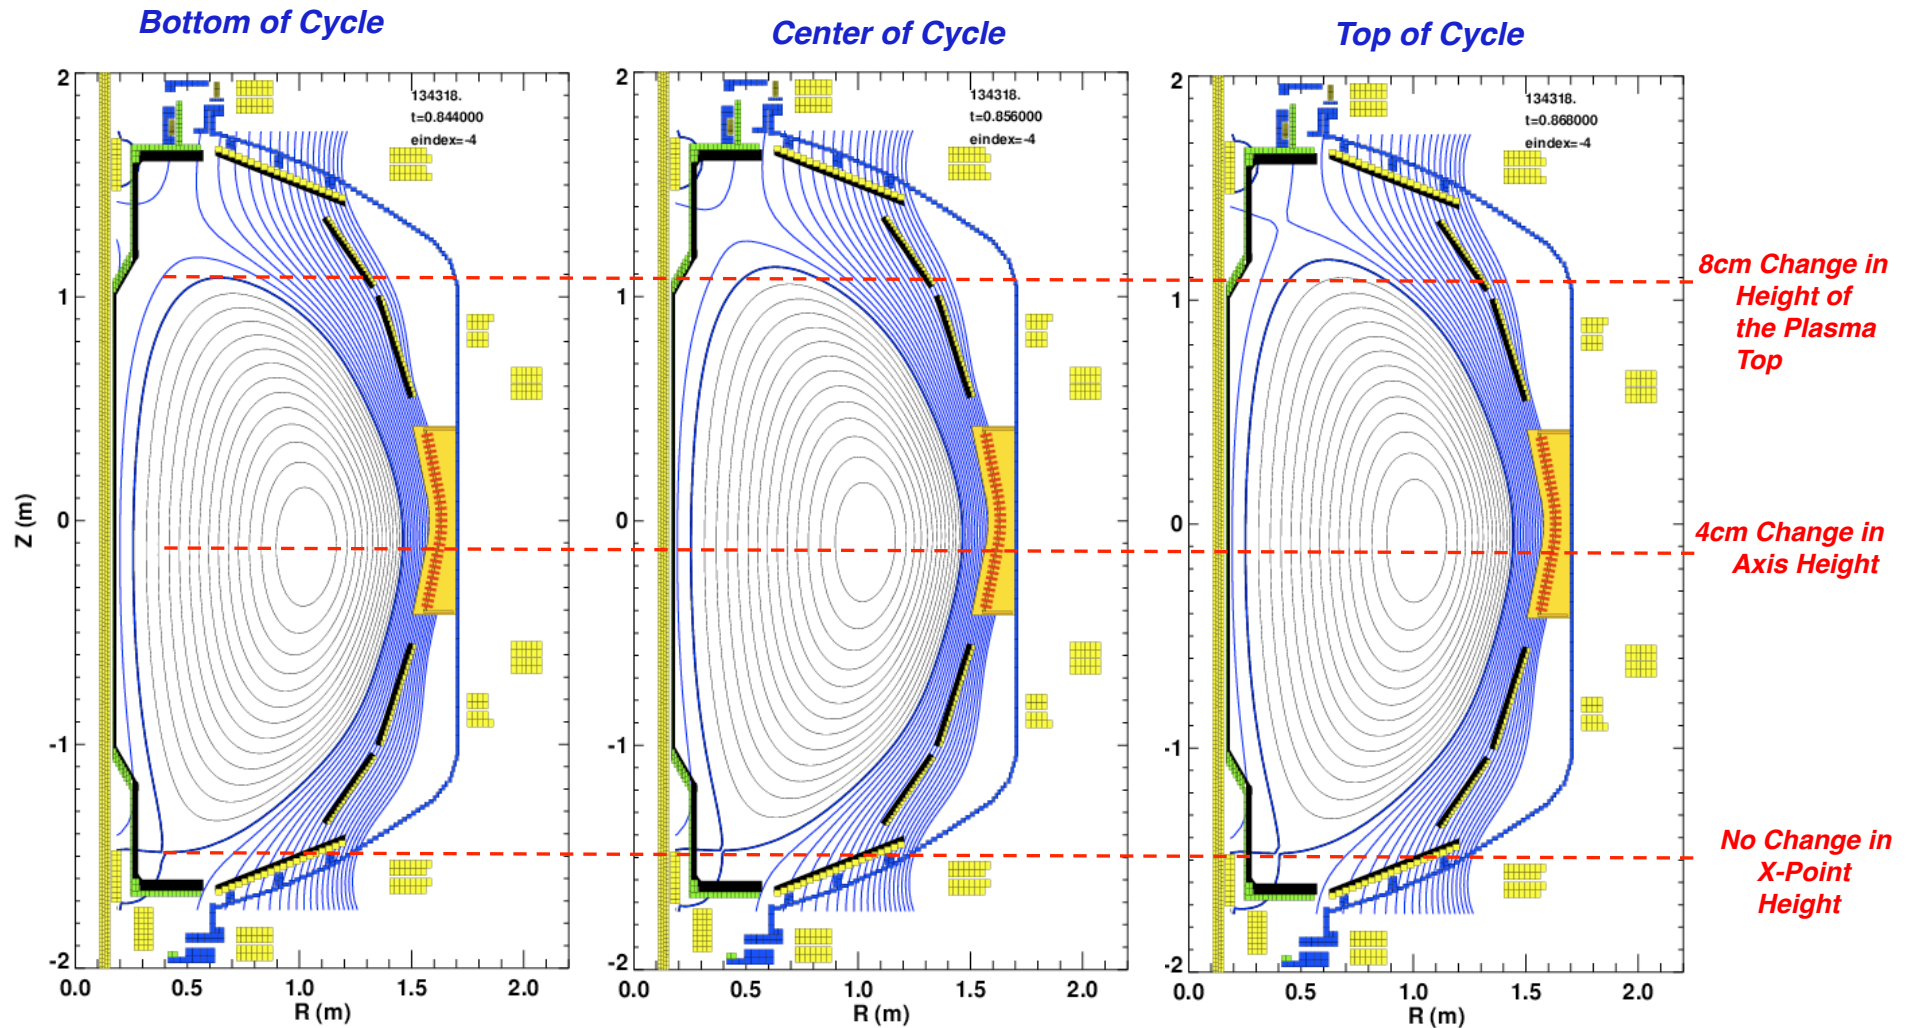 Bottom of Cycle
Center of Cycle
Top of Cycle
134318.
t=0.844000
eindex=-4
134318.
t=0.856000
eindex=-4
134318.
t=0.868000
eindex=-4
8cm Change in
Height of
the Plasma
Top
4cm Change in
Axis Height
No Change in
X-Point
Height
Z (m)
2
1
0
-1
-2
0.0 0.5 1.0 1.5 2.0
R (m)
2
1
0
-1
-2
0.0 0.5 1.0 1.5 2.0
R (m)
2
1
0
-1
-2
0.0 0.5 1.0 1.5 2.0
R (m)